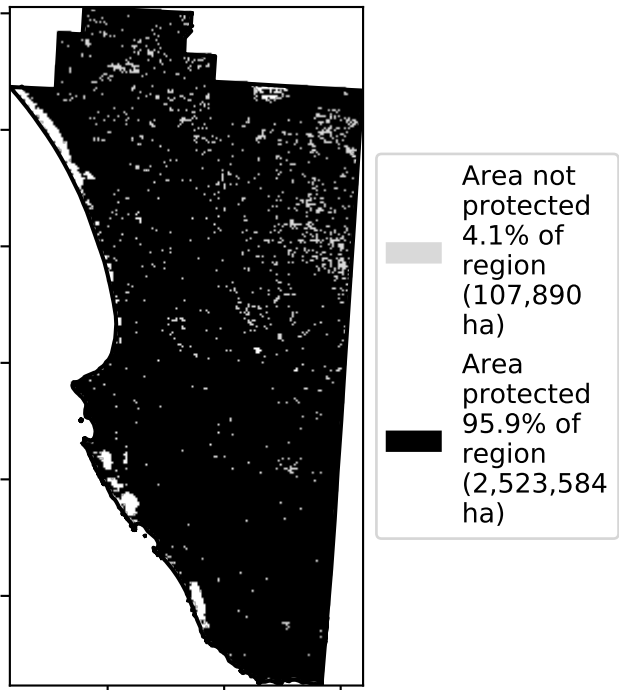 Area not
protected
4.1% of
region
(107,890
ha)
Area
protected
95.9% of
region
(2,523,584
ha)